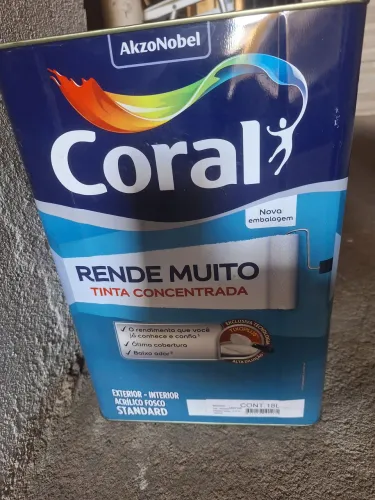 AkzoNobel
Coral
Nova
embalagem
RENDE MUITO
TINTA CONCENTRADA
O rendimento que você
já conhece e confia
Ótima cobertura
Baixo odor
EXTERIOR - INTERIOR
ACRÍLICO FOSCO
STANDARD
CONT.18L